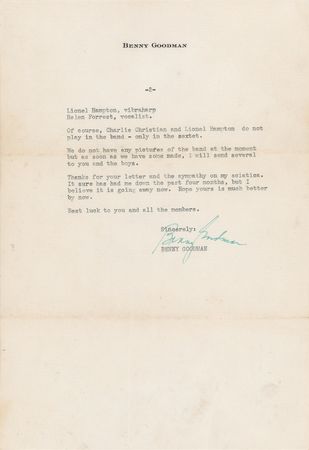 BENNY GOODMAN
-2-
Lionel Hampton, vibraharp
Helen Forrest, vocalist.
Of course, Charlie Christian and Lionel Hampton do not
play in the band - only in the sextet.
We do not have any pictures of the band at the moment
but as soon as we have some made, I will send several
to you and the boys.
Thanks for your letter and the sympathy on my sciatica.
It sure has had me down the past four months, but I
believe it is going away now. Hope yours is much better
by now.
Best luck to you and all the members.
Sincerely:
Benny Goodman
BENNY GOODMAN